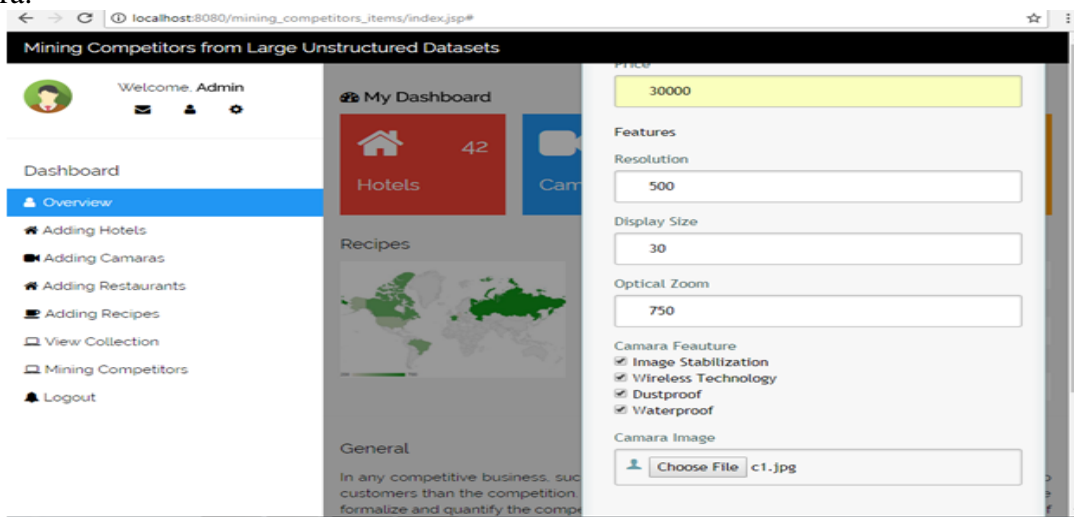 ra.
localhost:8080/mining_competitors_items/index.jsp#
Mining Competitors from Large Unstructured Datasets
Welcome, Admin
Dashboard
Overview
Adding Hotels
Adding Camaras
Adding Restaurants
Adding Recipes
View Collection
Mining Competitors
Logout
My Dashboard
42
Hotels
Cam
Recipes
General
In any competitive business, suc
customers than the competition.
formalize and quantify the compe
Price
30000
Features
Resolution
500
Display Size
30
Optical Zoom
750
Camara Feauture
Image Stabilization
Wireless Technology
Dustproof
Waterproof
Camara Image
Choose File c1.jpg